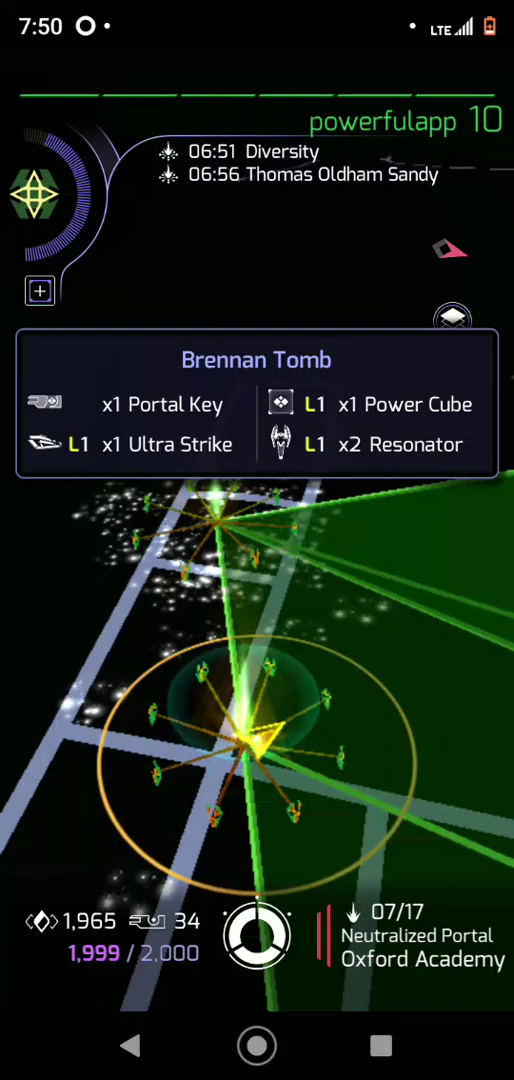 7:50
LTE
powerfulapp 10
06:51 Diversity
06:56 Thomas Oldham Sandy
Brennan Tomb
x1 Portal Key
L1 x1 Power Cube
L1 x1 Ultra Strike
L1 x2 Resonator
1,965 34
1,999 / 2,000
07/17
Neutralized Portal
Oxford Academy